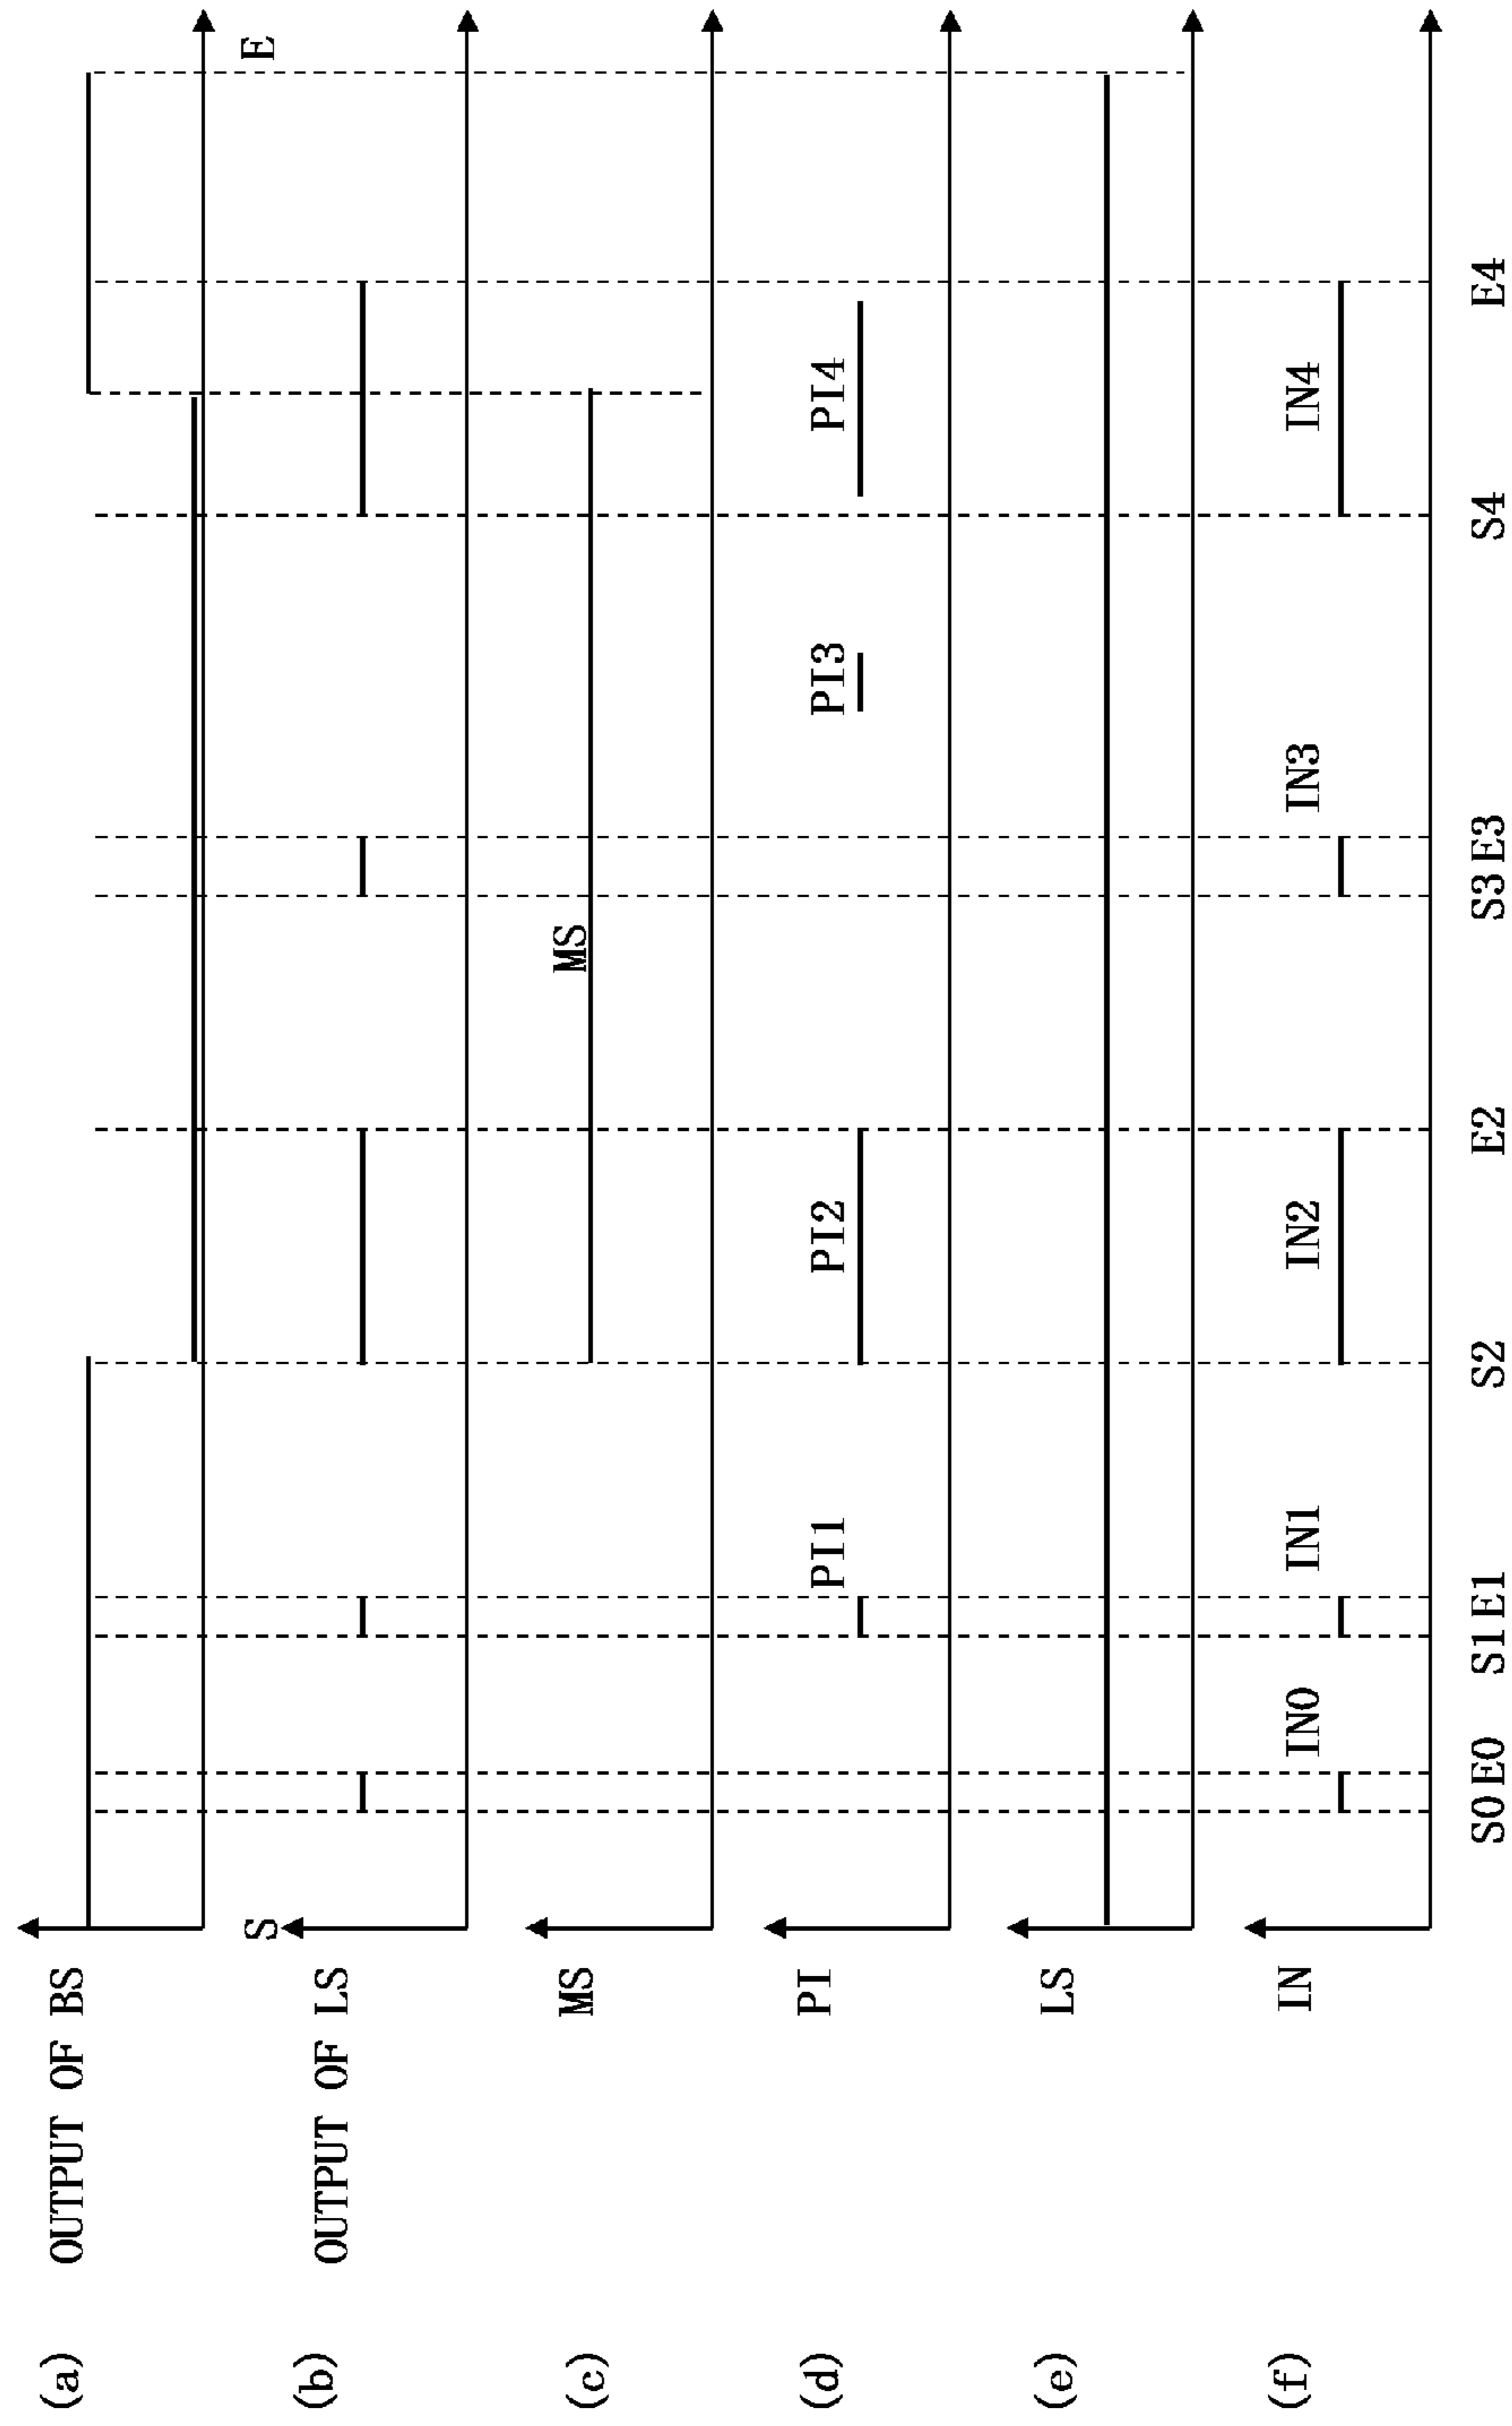 (a) OUTPUT OF BS
S E
(b) OUTPUT OF LS
(c) MS
MS
(d) PI
PI1 PI2 PI3 PI4
(e) LS
(f) IN
IN0 IN1 IN2 IN3 IN4
S0 E0 S1 E1 S2 E2 S3 E3 S4 E4